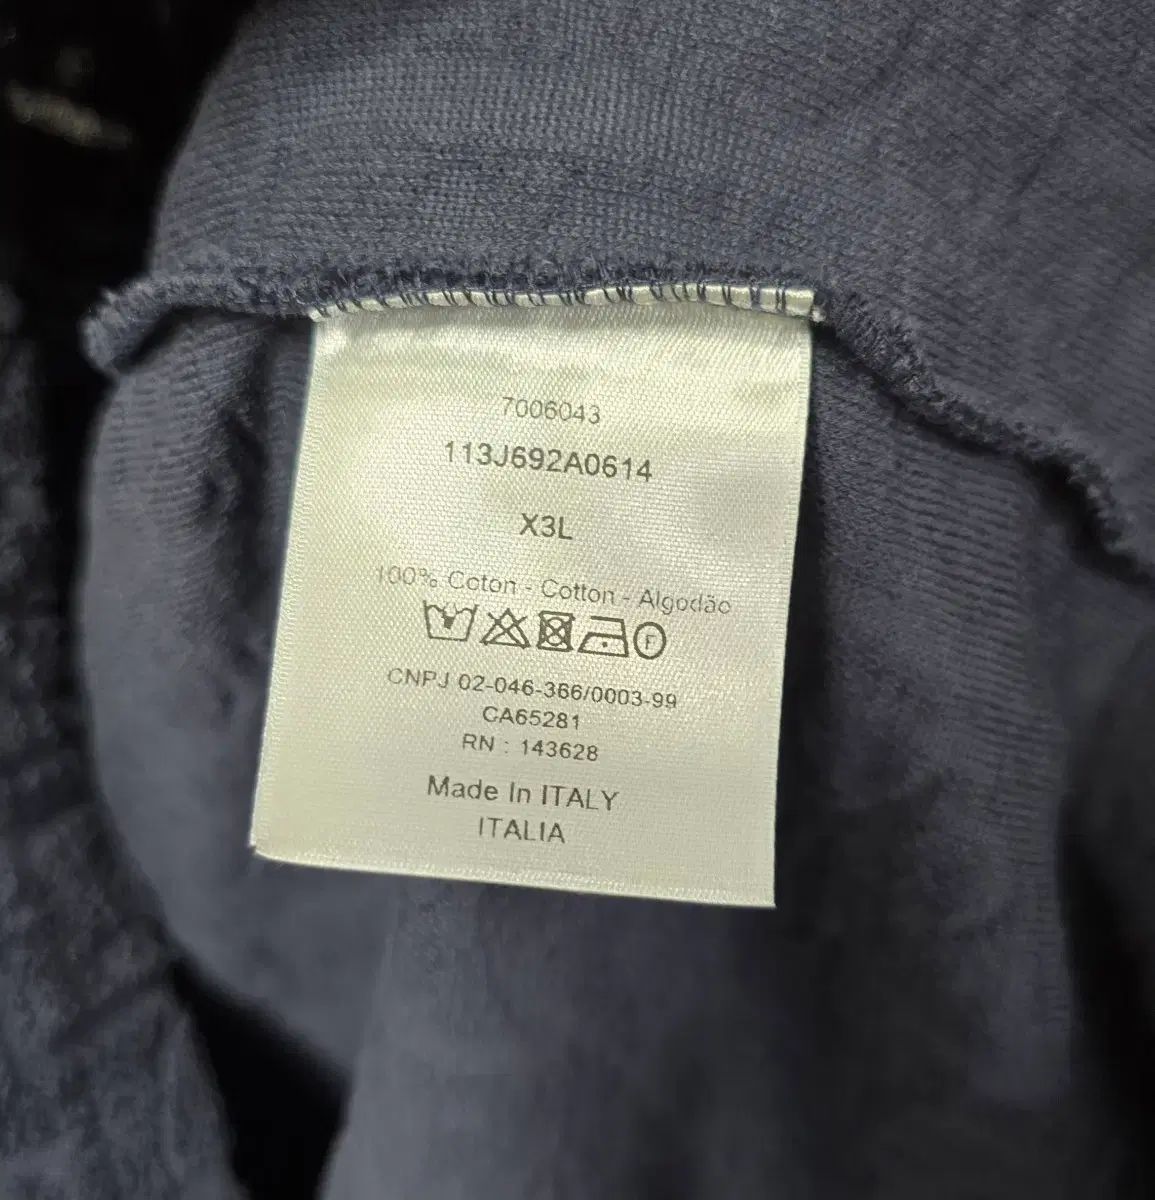 7006043
113J692A0614
X3L
100% Coton - Cotton - Algodão
F
CNPJ 02-046-366/0003-99
CA65281
RN : 143628
Made In ITALY
ITALIA